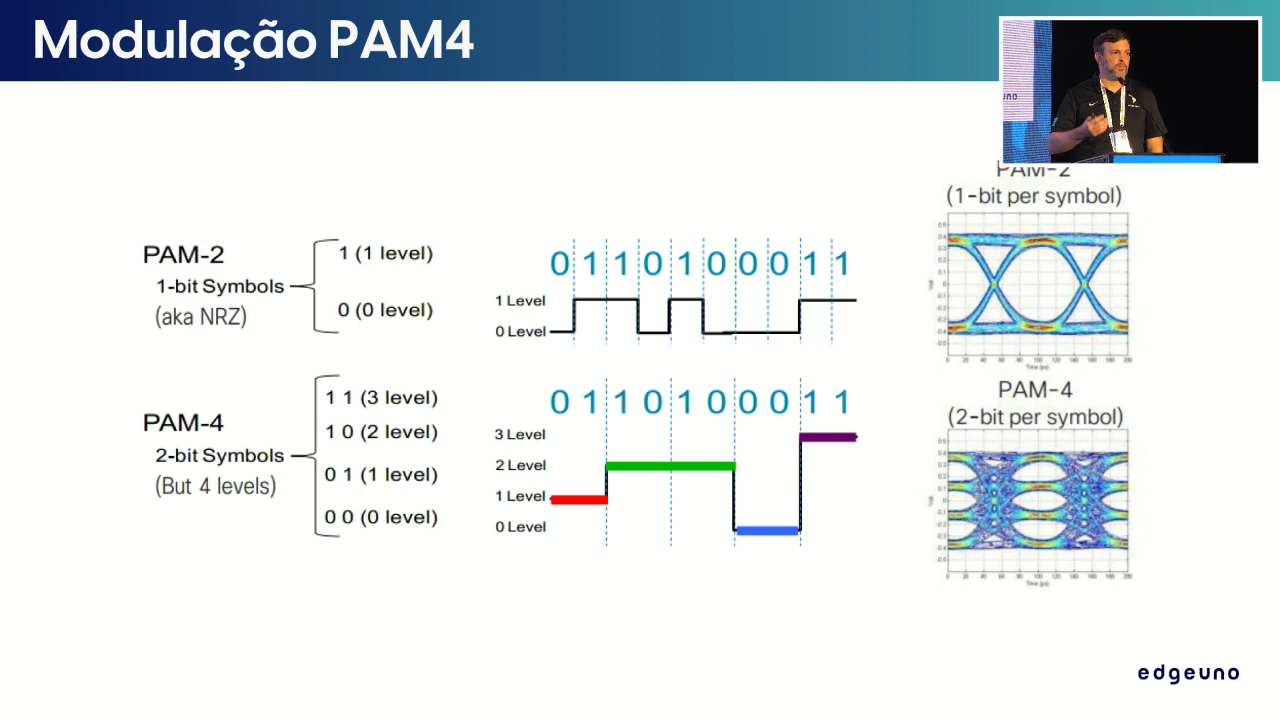 Modulação PAM4
uno
PAM-2
1-bit Symbols
(aka NRZ)
1 (1 level)
0 (0 level)
0 1 1 0 1 0 0 0 1 1
1 Level
0 Level
PAM-2
(1-bit per symbol)
PAM-4
2-bit Symbols
(But 4 levels)
1 1 (3 level)
1 0 (2 level)
0 1 (1 level)
0 0 (0 level)
0 1 1 0 1 0 0 0 1 1
3 Level
2 Level
1 Level
0 Level
PAM-4
(2-bit per symbol)
edgeuno